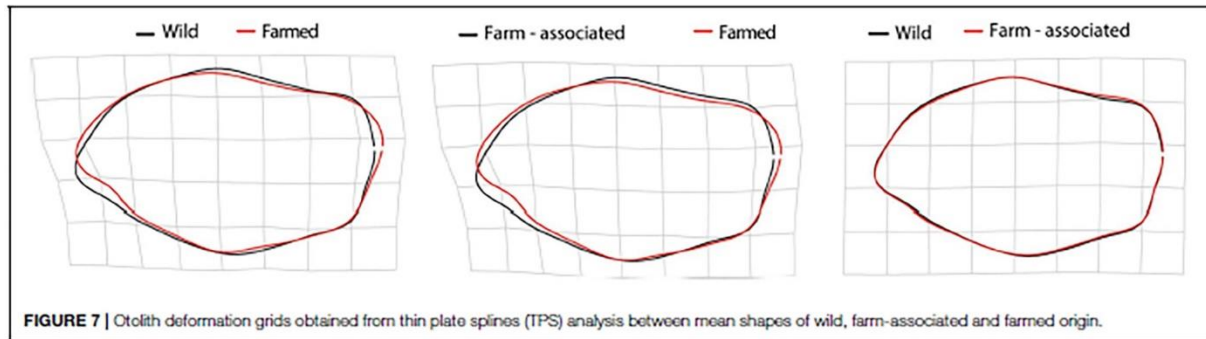 Wild Farmed
Farm - associated Farmed
Wild Farm - associated
FIGURE 7 | Otolith deformation grids obtained from thin plate splines (TPS) analysis between mean shapes of wild, farm-associated and farmed origin.